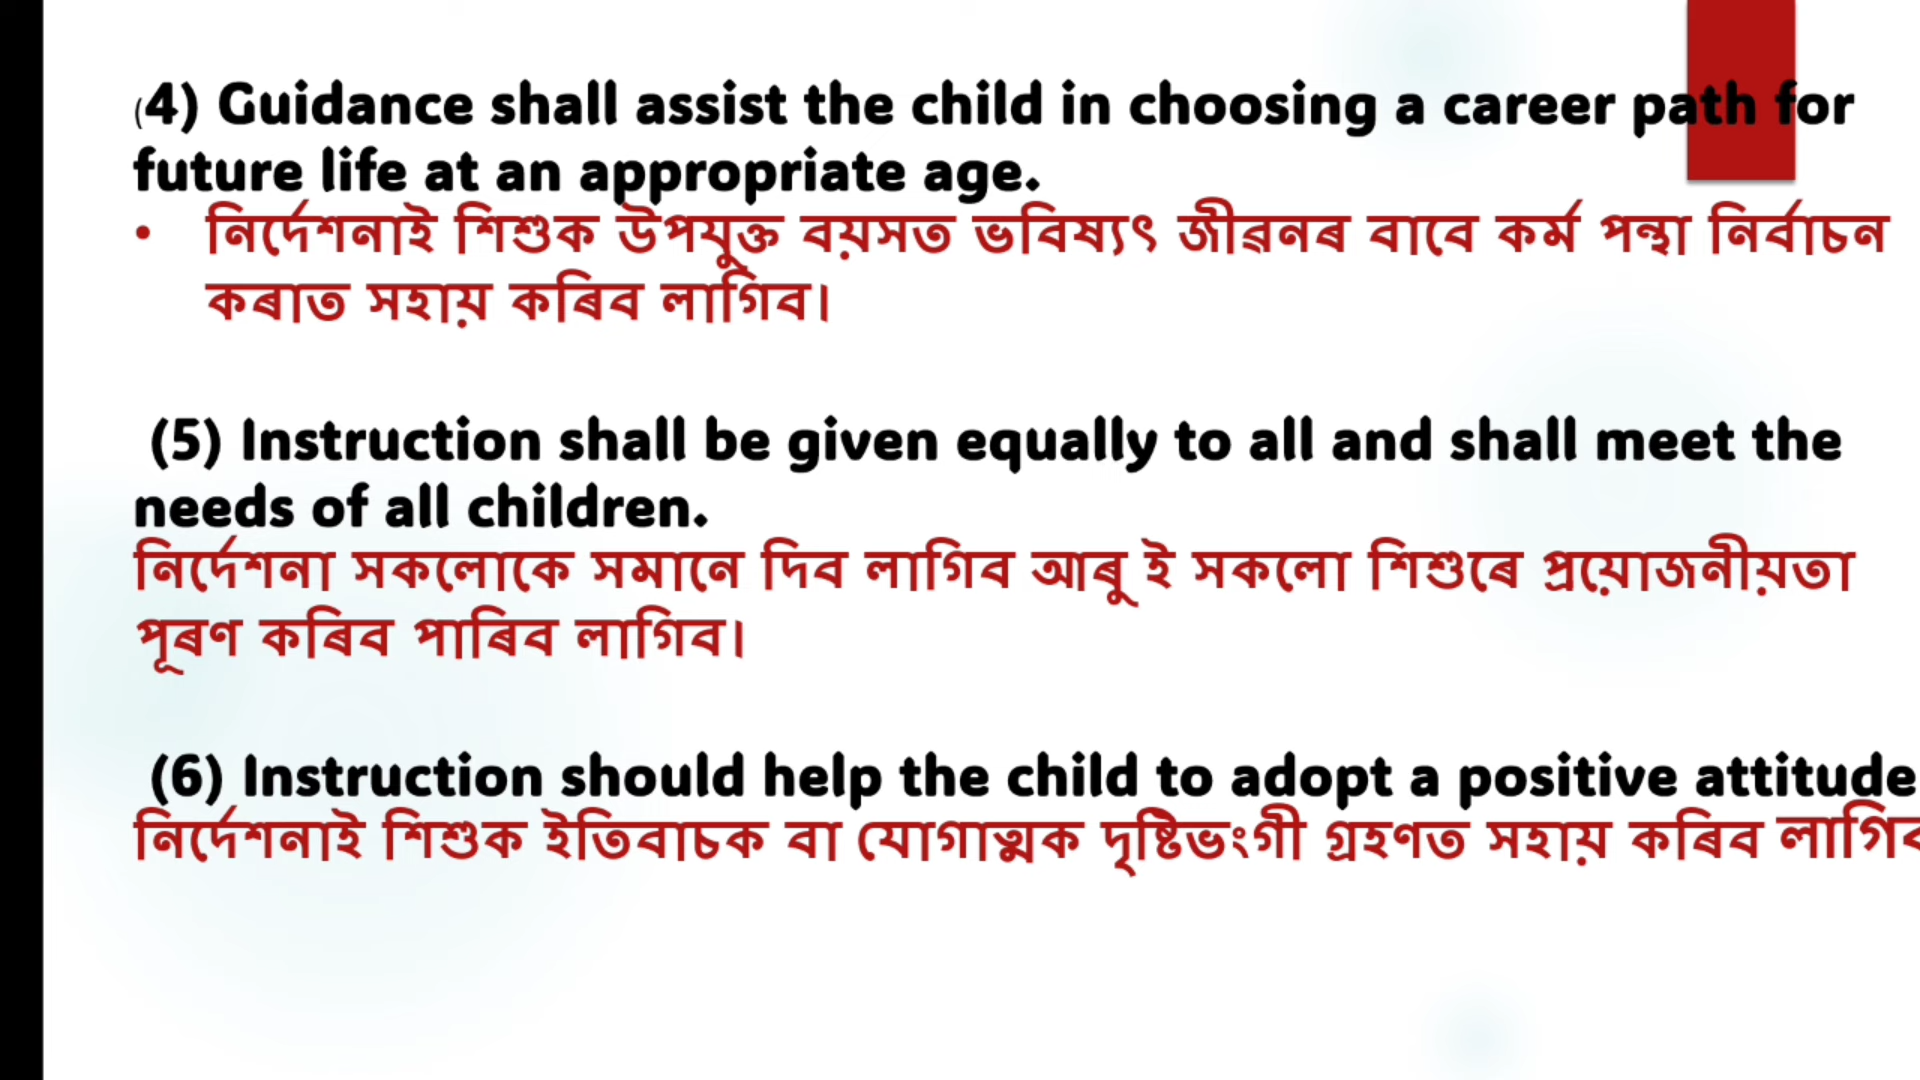 (4) Guidance shall assist the child in choosing a career path for
future life at an appropriate age.
• নিৰ্দেশনাই শিশুক উপযুক্ত বয়সত ভবিষ্যৎ জীৱনৰ বাবে কৰ্ম পন্থা নিৰ্বাচন
কৰাত সহায় কৰিব লাগিব।
(5) Instruction shall be given equally to all and shall meet the
needs of all children.
নিৰ্দেশনা সকলোকে সমানে দিব লাগিব আৰু ই সকলো শিশুৰে প্ৰয়োজনীয়তা
পূৰণ কৰিব পাৰিব লাগিব।
(6) Instruction should help the child to adopt a positive attitude
নিৰ্দেশনাই শিশুক ইতিবাচক বা যোগাত্মক দৃষ্টিভংগী গ্ৰহণত সহায় কৰিব লাগিব